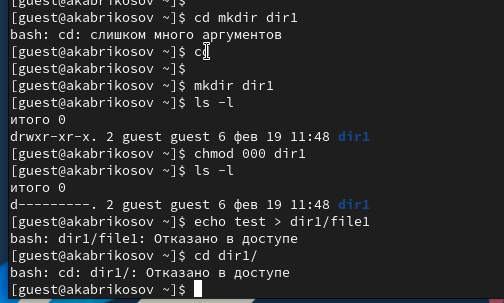 [guest@akabrikosov ~]$ cd mkdir dir1
bash: cd: слишком много аргументов
[guest@akabrikosov ~]$ cd
[guest@akabrikosov ~]$
[guest@akabrikosov ~]$ mkdir dir1
[guest@akabrikosov ~]$ ls -l
итого 0
drwxr-xr-x. 2 guest guest 6 фев 19 11:48 dir1
[guest@akabrikosov ~]$ chmod 000 dir1
[guest@akabrikosov ~]$ ls -l
итого 0
d---------. 2 guest guest 6 фев 19 11:48 dir1
[guest@akabrikosov ~]$ echo test > dir1/file1
bash: dir1/file1: Отказано в доступе
[guest@akabrikosov ~]$ cd dir1/
bash: cd: dir1/: Отказано в доступе
[guest@akabrikosov ~]$